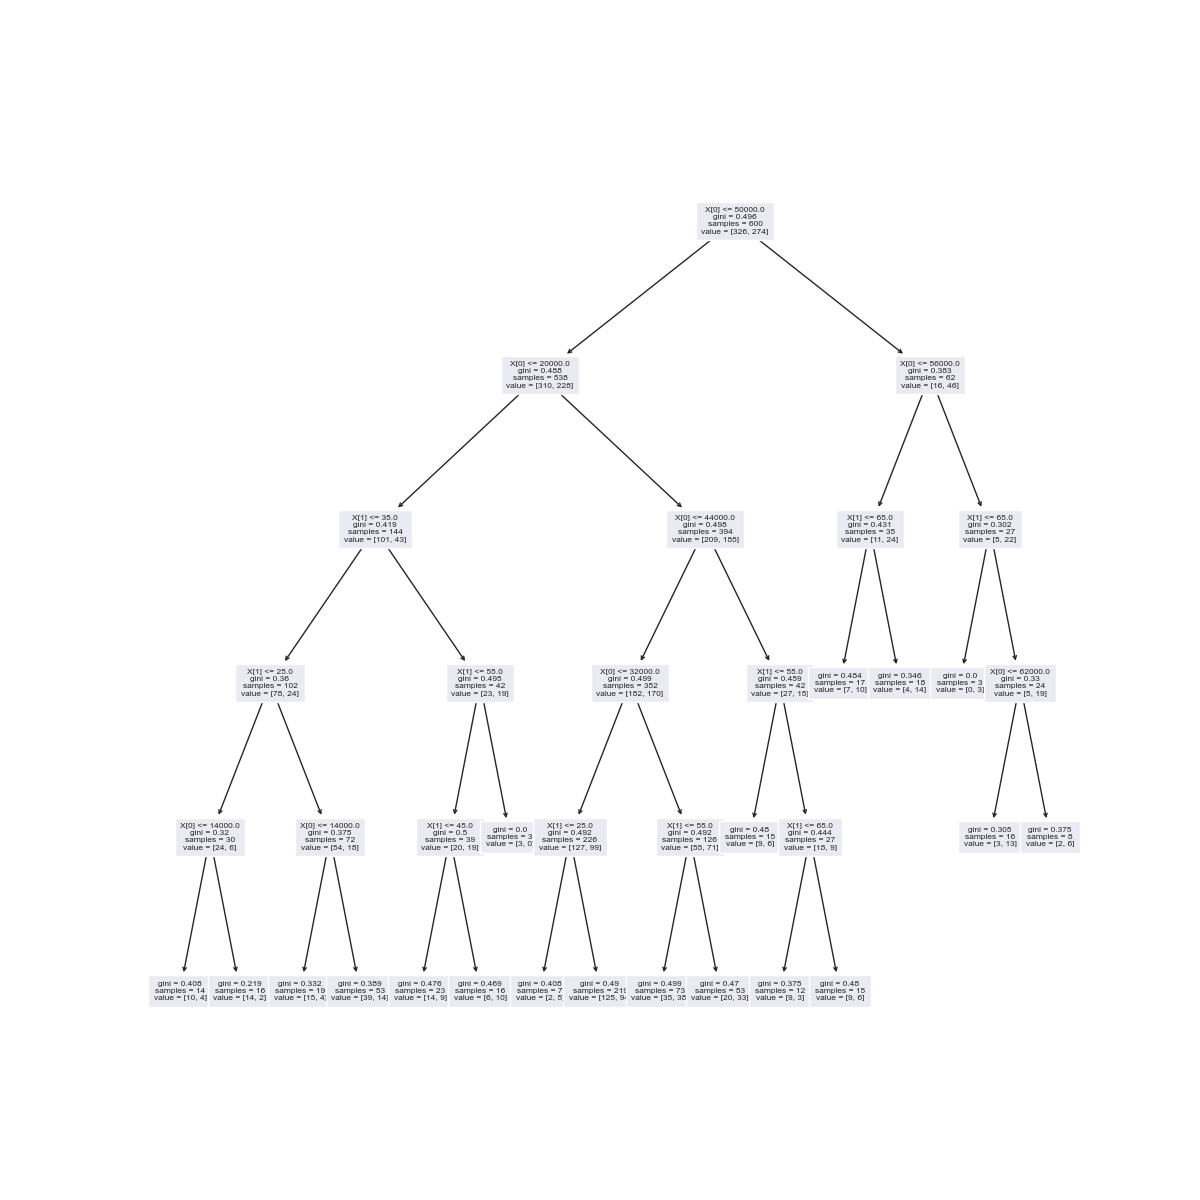 X[0] <= 50000.0
gini = 0.496
samples = 600
value = [326, 274]
X[0] <= 20000.0
gini = 0.488
samples = 538
value = [310, 228]
X[0] <= 56000.0
gini = 0.383
samples = 62
value = [16, 46]
X[1] <= 35.0
gini = 0.419
samples = 144
value = [101, 43]
X[0] <= 44000.0
gini = 0.498
samples = 394
value = [209, 185]
X[1] <= 65.0
gini = 0.431
samples = 35
value = [11, 24]
X[1] <= 65.0
gini = 0.302
samples = 27
value = [5, 22]
X[1] <= 25.0
gini = 0.36
samples = 102
value = [78, 24]
X[1] <= 55.0
gini = 0.495
samples = 42
value = [23, 19]
X[0] <= 32000.0
gini = 0.499
samples = 352
value = [182, 170]
X[1] <= 55.0
gini = 0.459
samples = 42
value = [27, 15]
gini = 0.484
samples = 17
value = [7, 10]
gini = 0.346
samples = 18
value = [4, 14]
gini = 0.0
samples = 3
value = [0, 3]
X[0] <= 62000.0
gini = 0.33
samples = 24
value = [5, 19]
X[0] <= 14000.0
gini = 0.32
samples = 30
value = [24, 6]
X[0] <= 14000.0
gini = 0.375
samples = 72
value = [54, 18]
X[1] <= 45.0
gini = 0.5
samples = 39
value = [20, 19]
gini = 0.0
samples = 3
value = [3, 0
X[1] <= 25.0
gini = 0.492
samples = 226
value = [127, 99]
X[1] <= 55.0
gini = 0.492
samples = 126
value = [55, 71]
gini = 0.48
samples = 15
value = [9, 6]
X[1] <= 65.0
gini = 0.444
samples = 27
value = [18, 9]
gini = 0.305
samples = 16
value = [3, 13]
gini = 0.375
samples = 8
value = [2, 6]
gini = 0.408
samples = 14
value = [10, 4]
gini = 0.219
samples = 16
value = [14, 2]
gini = 0.332
samples = 19
value = [15, 4
gini = 0.389
samples = 53
value = [39, 14]
gini = 0.476
samples = 23
value = [14, 9]
gini = 0.469
samples = 16
value = [6, 10]
gini = 0.408
samples = 7
value = [2, 5
gini = 0.49
samples = 219
value = [125, 94
gini = 0.499
samples = 73
value = [35, 38
gini = 0.47
samples = 53
value = [20, 33]
gini = 0.375
samples = 12
value = [9, 3]
gini = 0.48
samples = 15
value = [9, 6]